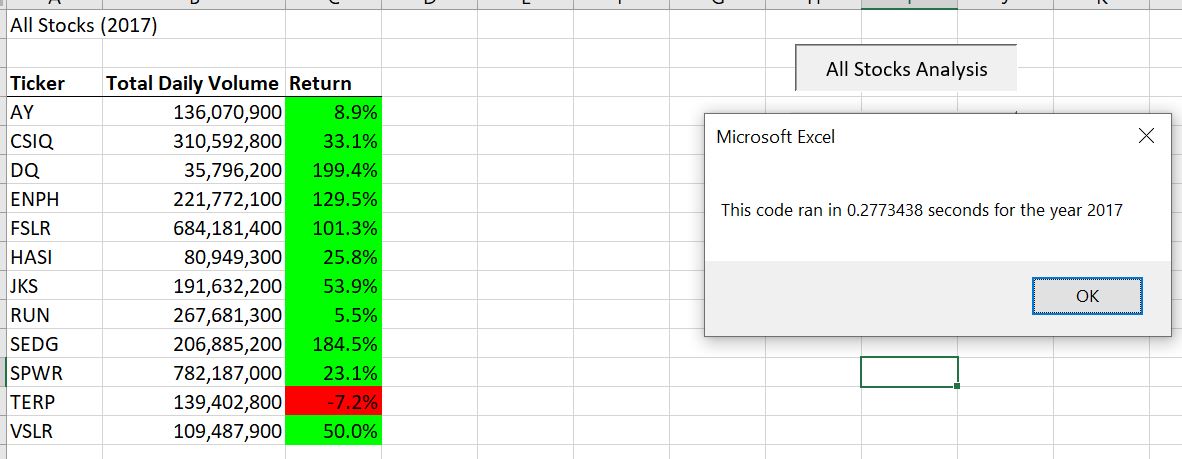 All Stocks (2017)
All Stocks Analysis
Ticker Total Daily Volume Return
AY 136,070,900 8.9%
CSIQ 310,592,800 33.1%
DQ 35,796,200 199.4%
ENPH 221,772,100 129.5%
FSLR 684,181,400 101.3%
HASI 80,949,300 25.8%
JKS 191,632,200 53.9%
RUN 267,681,300 5.5%
SEDG 206,885,200 184.5%
SPWR 782,187,000 23.1%
TERP 139,402,800 -7.2%
VSLR 109,487,900 50.0%
Microsoft Excel
This code ran in 0.2773438 seconds for the year 2017
OK